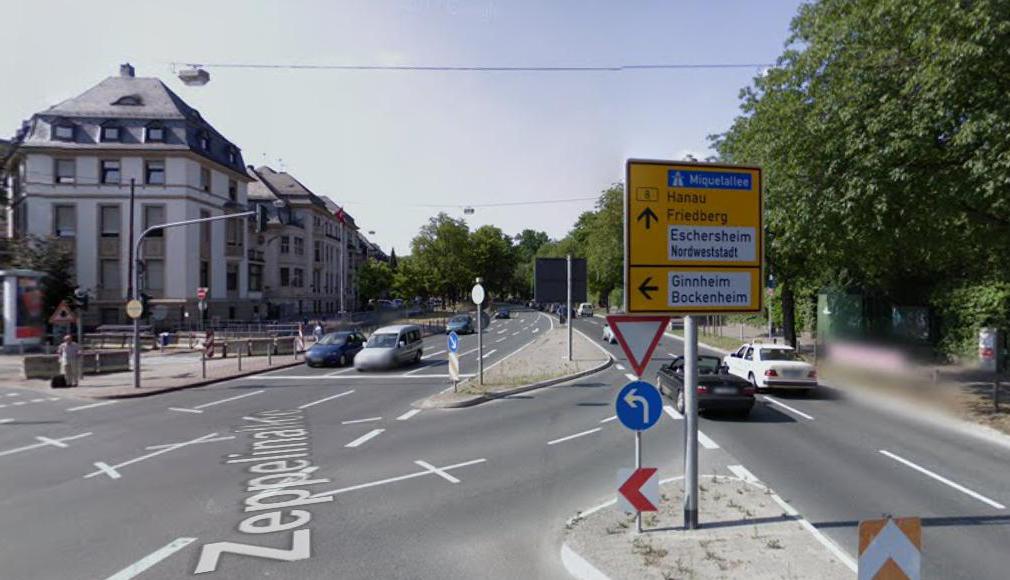 Miquelallee
8
Hanau
Friedberg
Eschersheim
Nordweststadt
Ginnheim
Bockenheim
Zeppelinallee